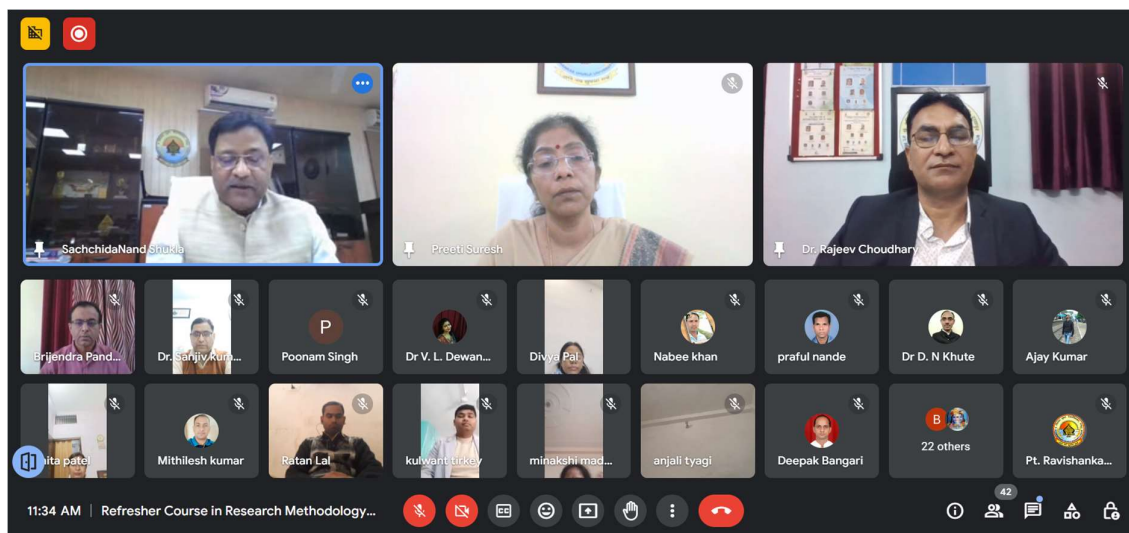 SachchidaNand Shukla
Preeti Suresh
Dr. Rajeev Choudhary
Brijendra Pand...
Dr. Sanjiv kum...
P
Poonam Singh
Dr V. L. Dewan...
Divya Pal
Nabee khan
praful nande
Dr D. N Khute
Ajay Kumar
patel
Mithilesh kumar
Ratan Lal
kulwant tirkey
minakshi mad...
anjali tyagi
Deepak Bangari
B
22 others
Pt. Ravishanka...
11:34 AM | Refresher Course in Research Methodology...
CC
42